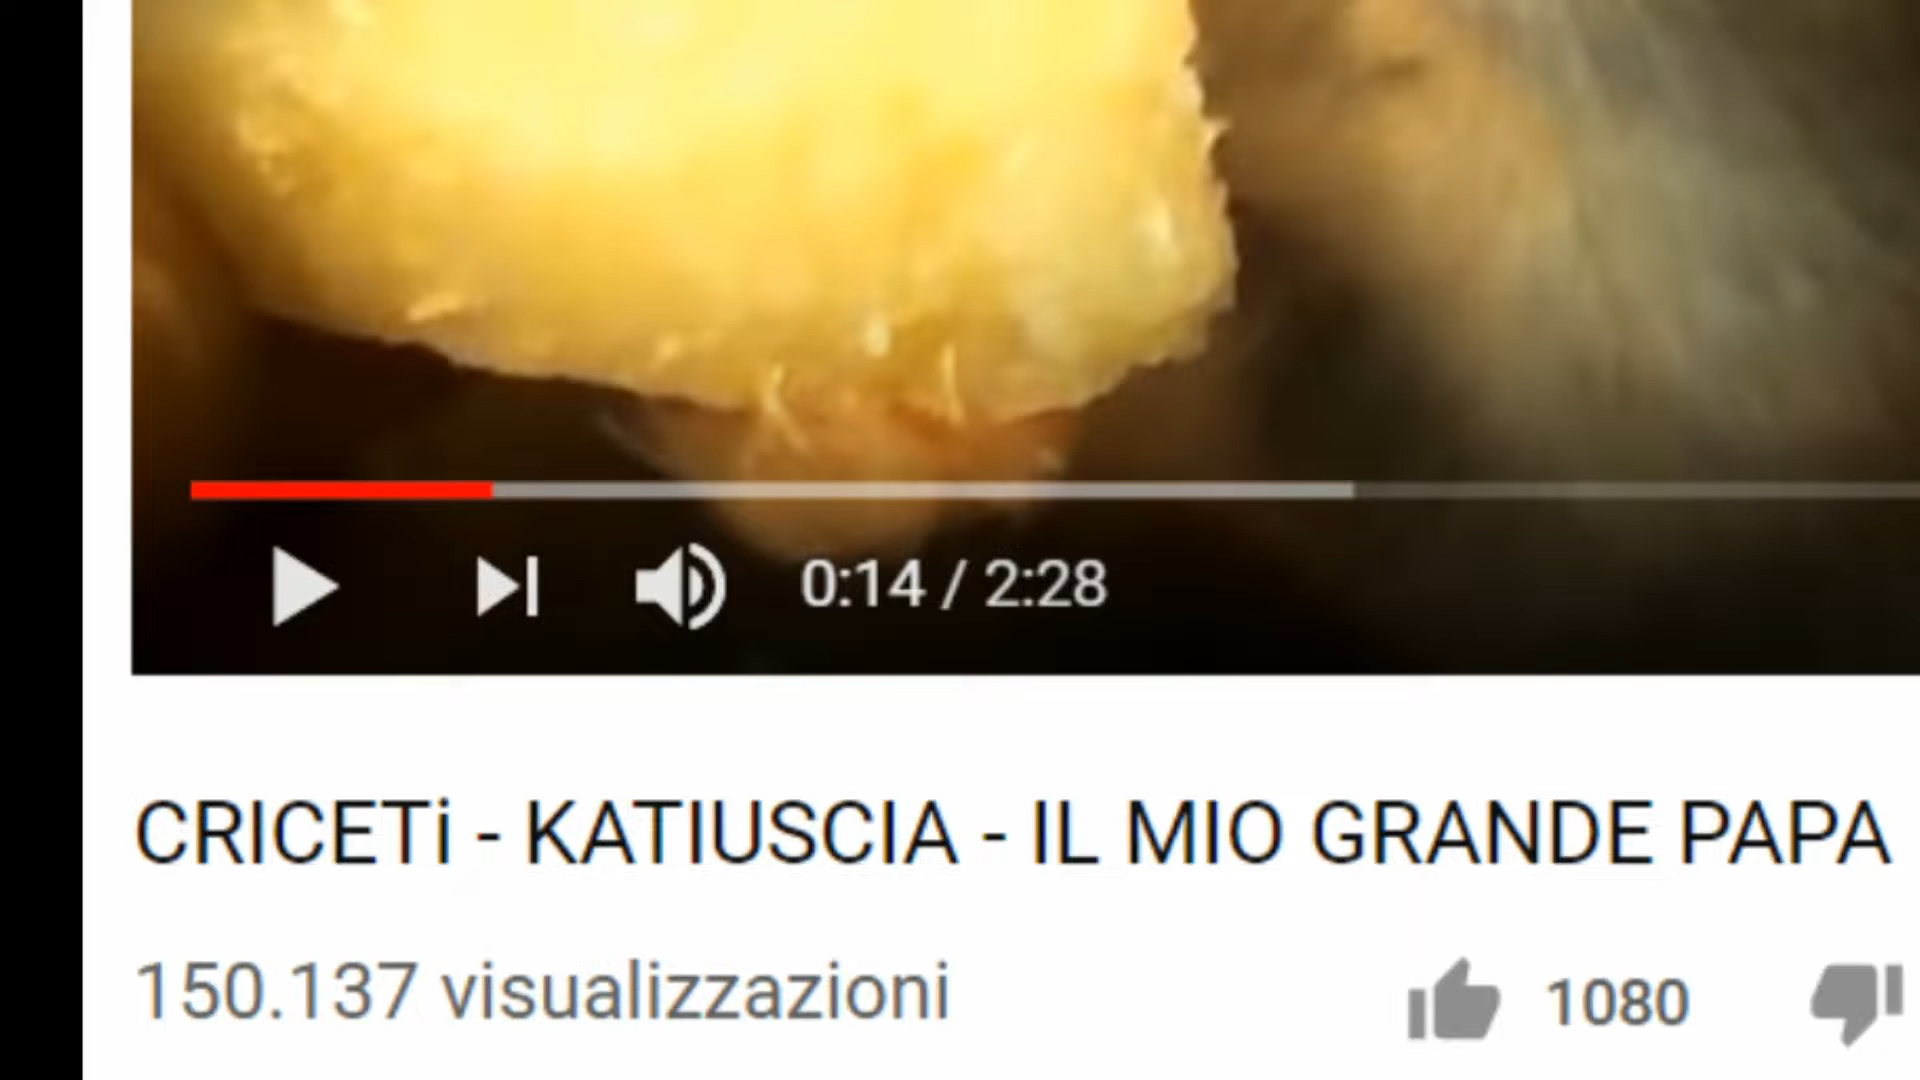 0:14 / 2:28
CRICETi - KATIUSCIA - IL MIO GRANDE PAPA
150.137 visualizzazioni
1080